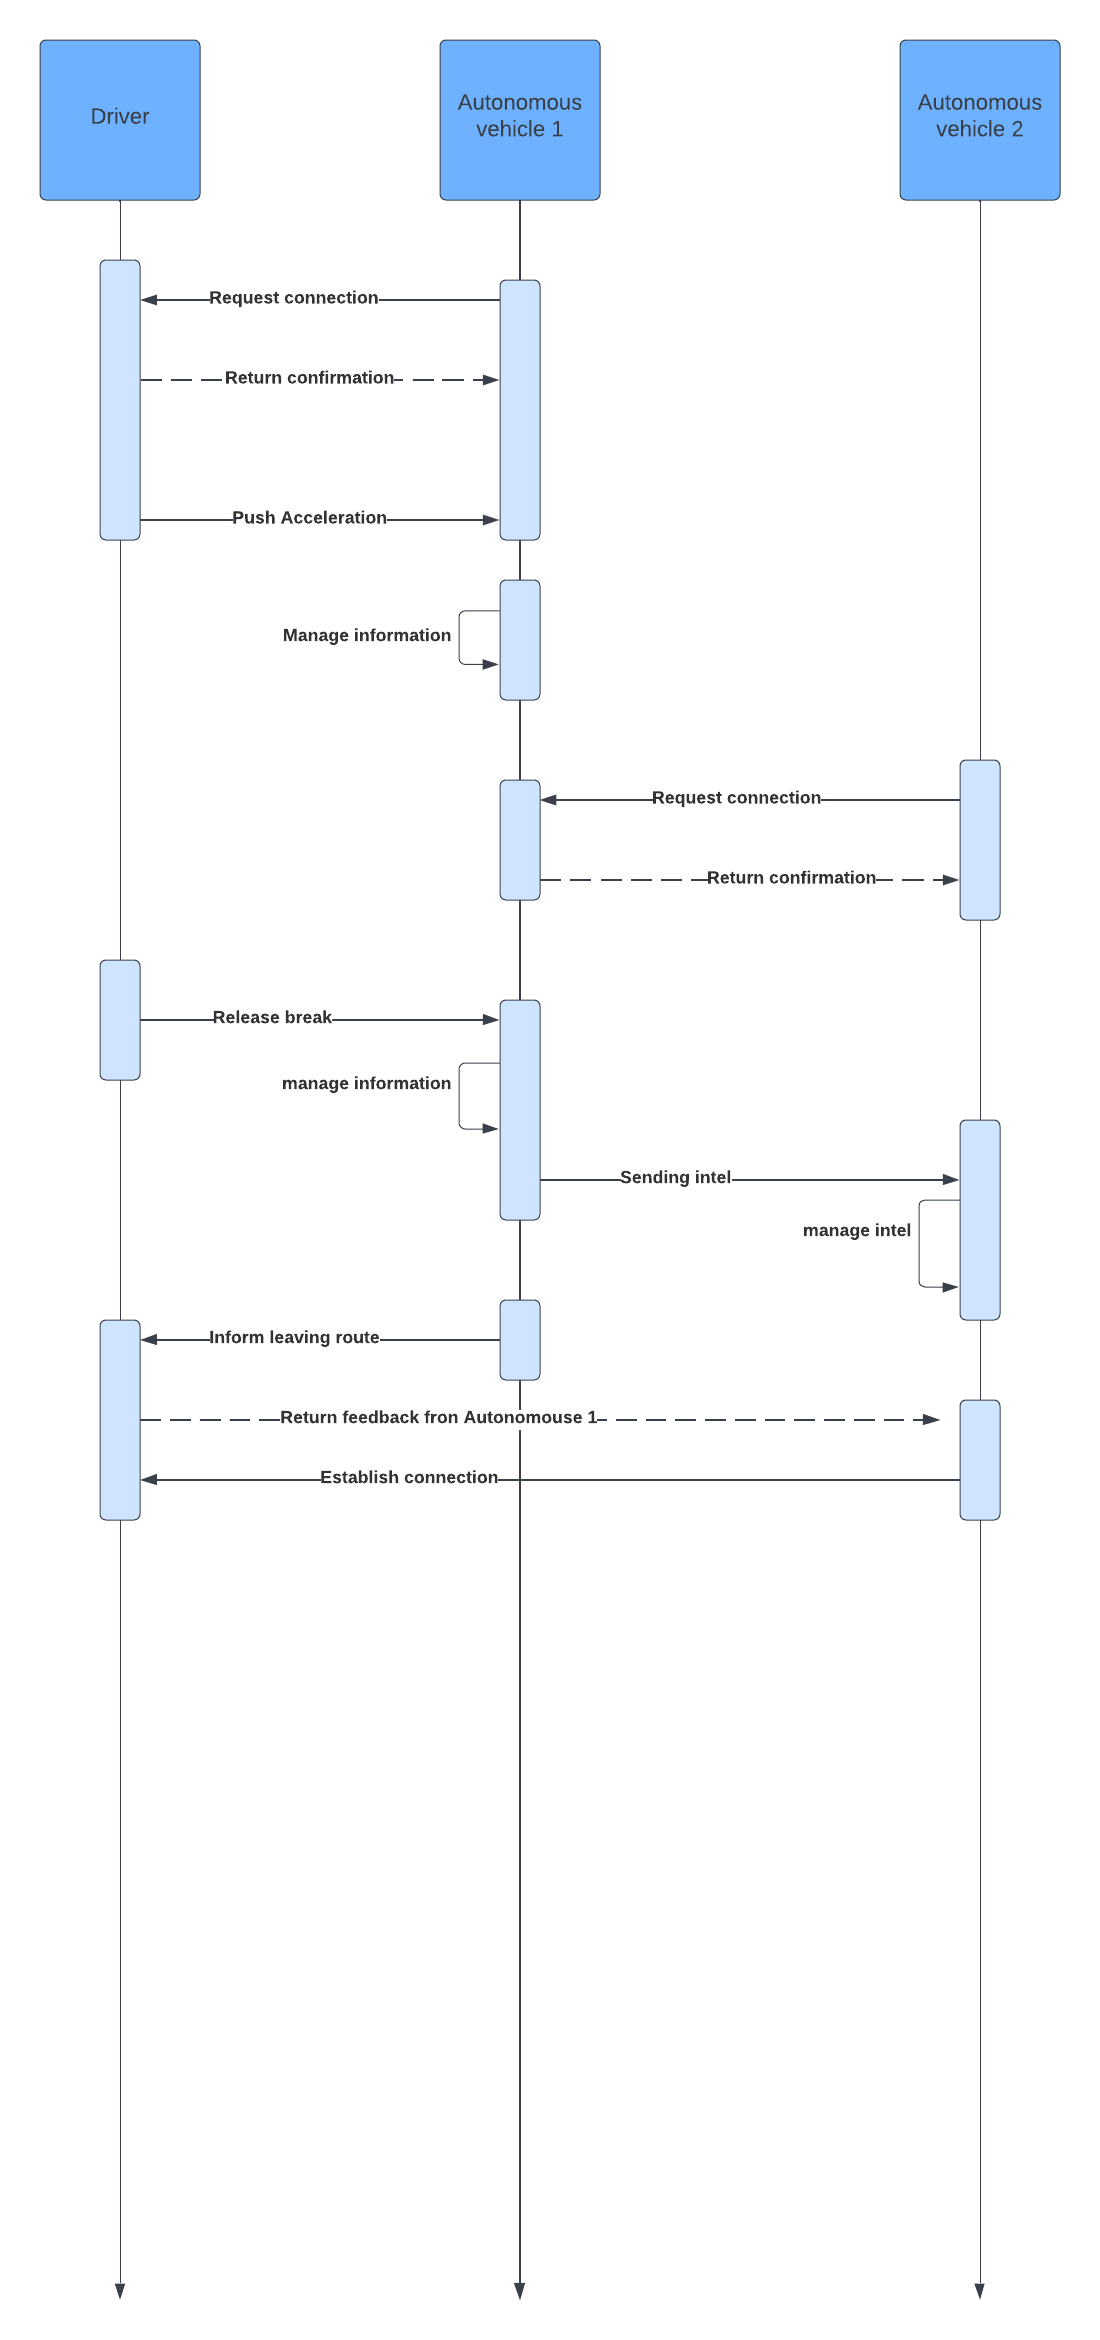 Driver
Autonomous
vehicle 1
Autonomous
vehicle 2
Request connection
Return confirmation
Push Acceleration
Manage information
Request connection
Return confirmation
Release break
manage information
Sending intel
manage intel
Inform leaving route
Return feedback fron Autonomouse 1
Establish connection